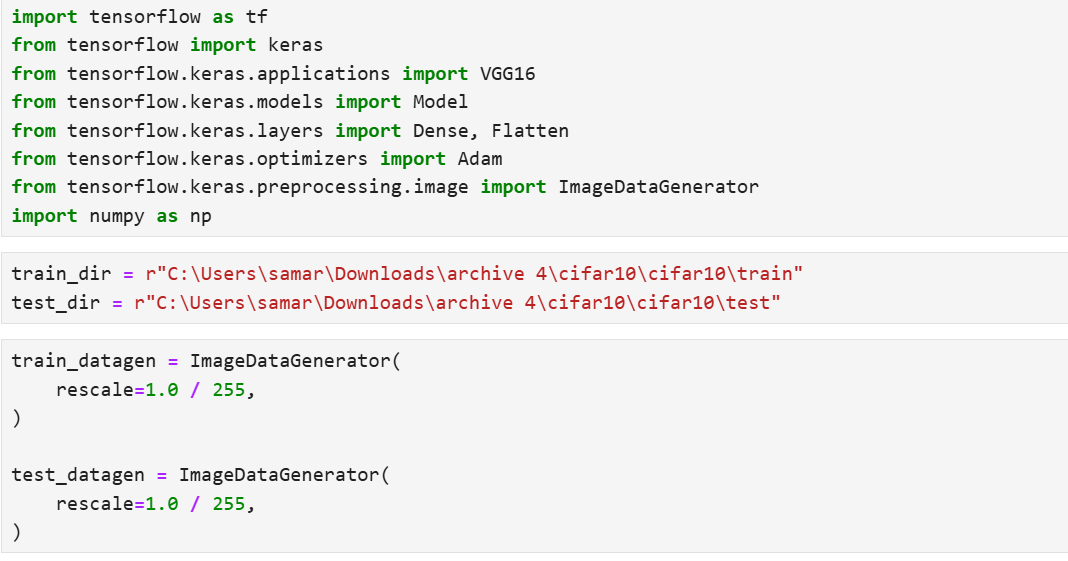 import tensorflow as tf
from tensorflow import keras
from tensorflow.keras.applications import VGG16
from tensorflow.keras.models import Model
from tensorflow.keras.layers import Dense, Flatten
from tensorflow.keras.optimizers import Adam
from tensorflow.keras.preprocessing.image import ImageDataGenerator
import numpy as np
train_dir = r"C:\Users\samar\Downloads\archive 4\cifar10\cifar10\train"
test_dir = r"C:\Users\samar\Downloads\archive 4\cifar10\cifar10\test"
train_datagen = ImageDataGenerator(
    rescale=1.0 / 255,
)
test_datagen = ImageDataGenerator(
    rescale=1.0 / 255,
)